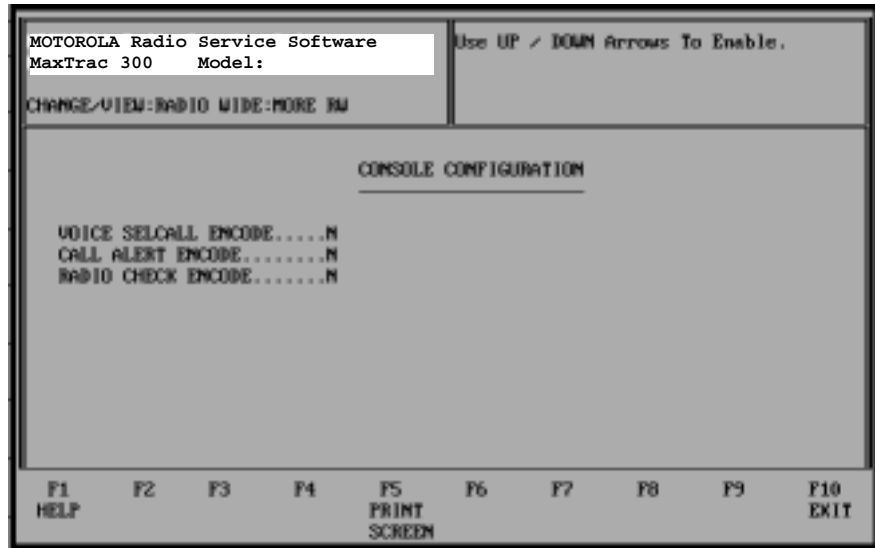 MOTOROLA Radio Service Software
MaxTrac 300 Model:
CHANGE/VIEW:RADIO WIDE:MORE RW
Use UP / DOWN Arrows To Enable.
CONSOLE CONFIGURATION
VOICE SELCALL ENCODE.....N
CALL ALERT ENCODE........N
RADIO CHECK ENCODE.......N
F1 F2 F3 F4 F5 F6 F7 F8 F9 F10
HELP PRINT EXIT
SCREEN